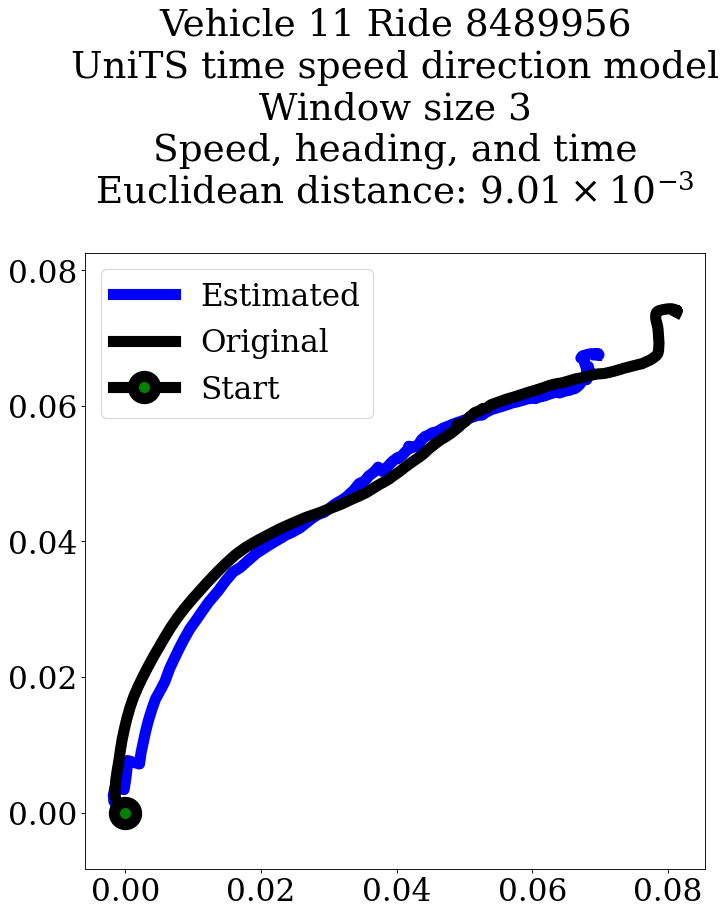 Vehicle 11 Ride 8489956
UniTS time speed direction model
Window size 3
Speed, heading, and time
Euclidean distance: 9.01 × 10⁻³
Estimated
Original
Start
0.08
0.06
0.04
0.02
0.00
0.00 0.02 0.04 0.06 0.08